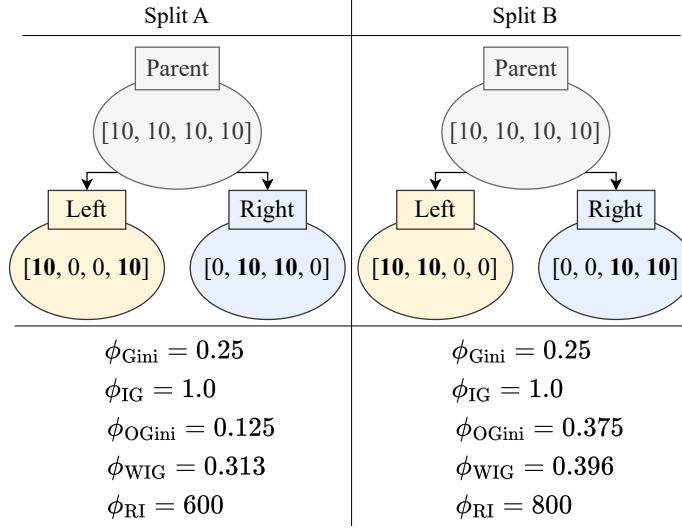 Split A
Parent
[10, 10, 10, 10]
Left
Right
[10, 0, 0, 10]
[0, 10, 10, 0]
ϕGini = 0.25
ϕIG = 1.0
ϕOGini = 0.125
ϕWIG = 0.313
ϕRI = 600
Split B
Parent
[10, 10, 10, 10]
Left
Right
[10, 10, 0, 0]
[0, 0, 10, 10]
ϕGini = 0.25
ϕIG = 1.0
ϕOGini = 0.375
ϕWIG = 0.396
ϕRI = 800